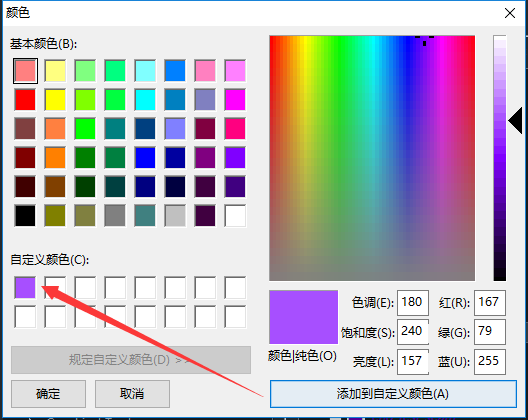 颜色
基本颜色(B):
自定义颜色(C):
规定自定义颜色(D) >>
确定 取消
色调(E): 180 红(R): 167
饱和度(S): 240 绿(G): 79
颜色|纯色(O) 亮度(L): 157 蓝(U): 255
添加到自定义颜色(A)